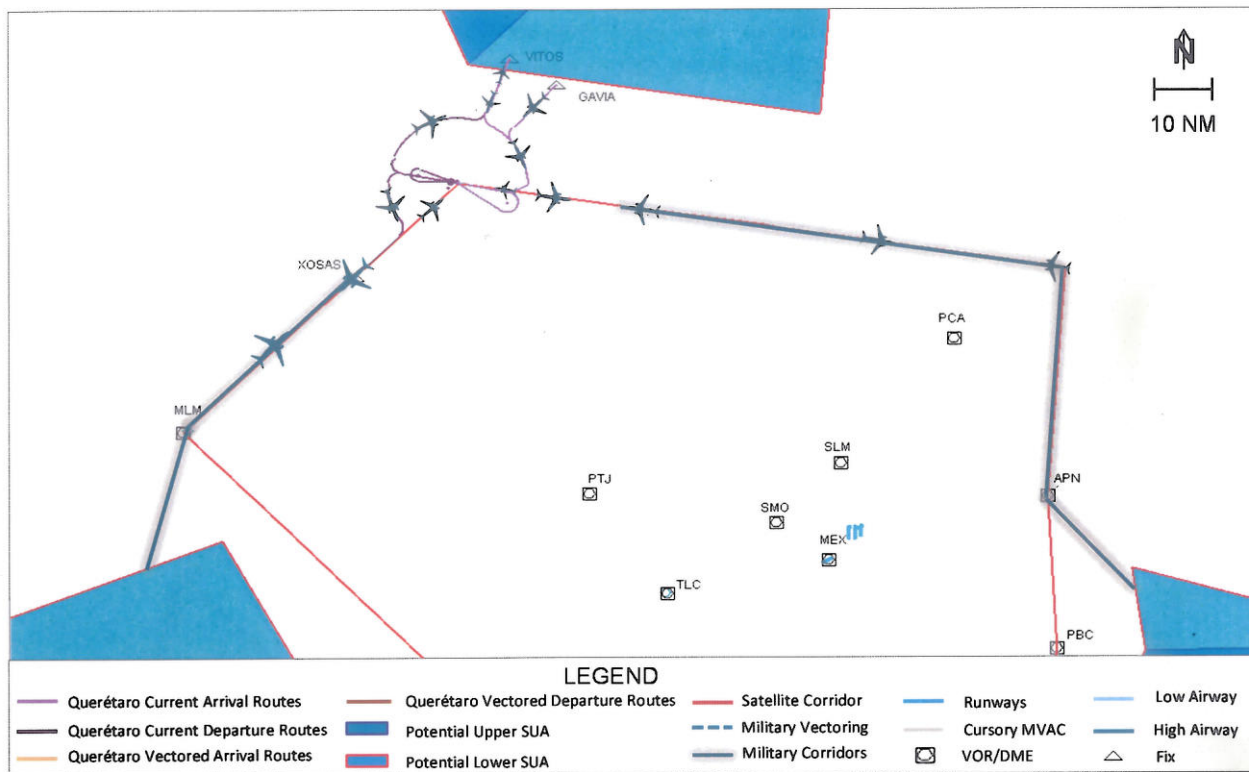 VITOS
GAVIA
N
10 NM
XOSAS
PCA
MLM
SLM
PTJ
APN
SMO
MEX
TLC
PBC
LEGEND
Querétaro Current Arrival Routes
Querétaro Vectored Departure Routes
Satellite Corridor
Runways
Low Airway
Querétaro Current Departure Routes
Potential Upper SUA
Military Vectoring
Cursory MVAC
High Airway
Querétaro Vectored Arrival Routes
Potential Lower SUA
Military Corridors
VOR/DME
Fix